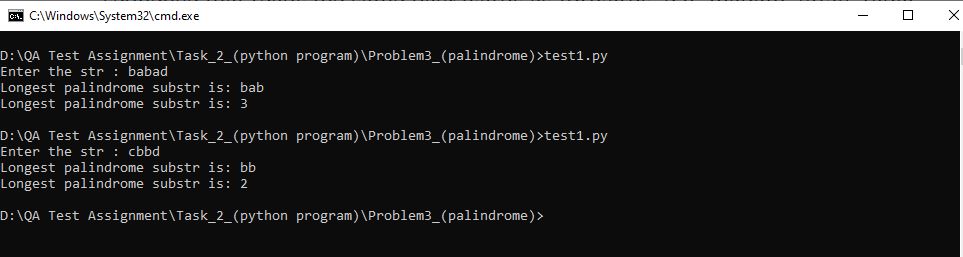 C:\Windows\System32\cmd.exe
D:\QA Test Assignment\Task_2_(python program)\Problem3_(palindrome)>test1.py
Enter the str : babad
Longest palindrome substr is: bab
Longest palindrome substr is: 3
D:\QA Test Assignment\Task_2_(python program)\Problem3_(palindrome)>test1.py
Enter the str : cbbd
Longest palindrome substr is: bb
Longest palindrome substr is: 2
D:\QA Test Assignment\Task_2_(python program)\Problem3_(palindrome)>